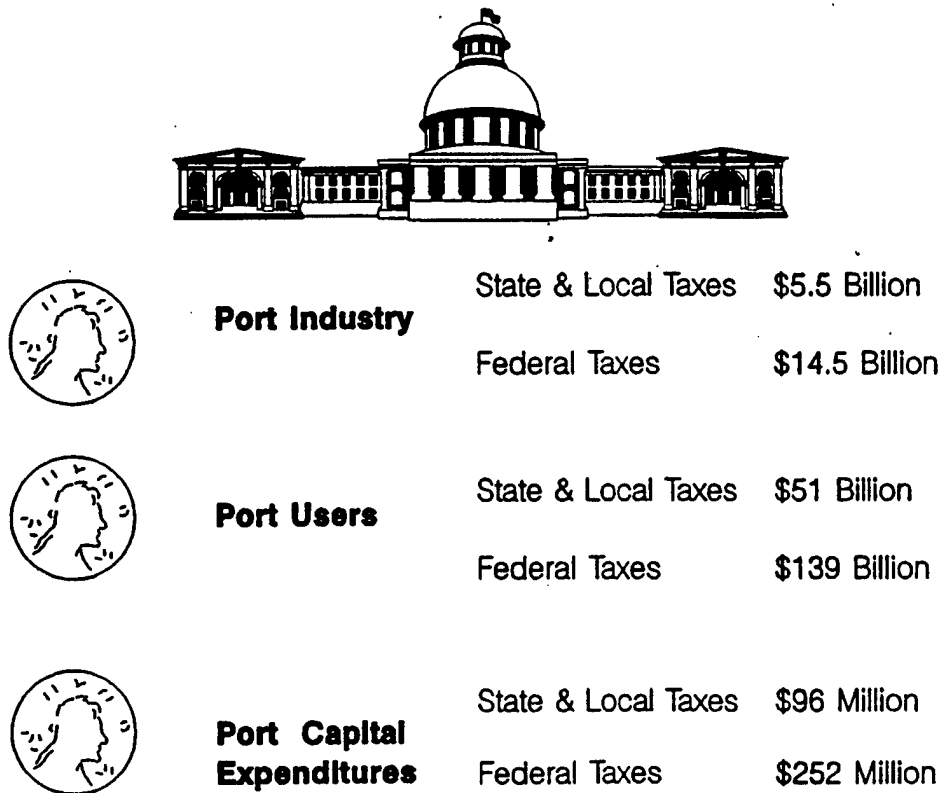 Port Industry
State & Local Taxes $5.5 Billion
Federal Taxes $14.5 Billion
Port Users
State & Local Taxes $51 Billion
Federal Taxes $139 Billion
Port Capital
Expenditures
State & Local Taxes $96 Million
Federal Taxes $252 Million